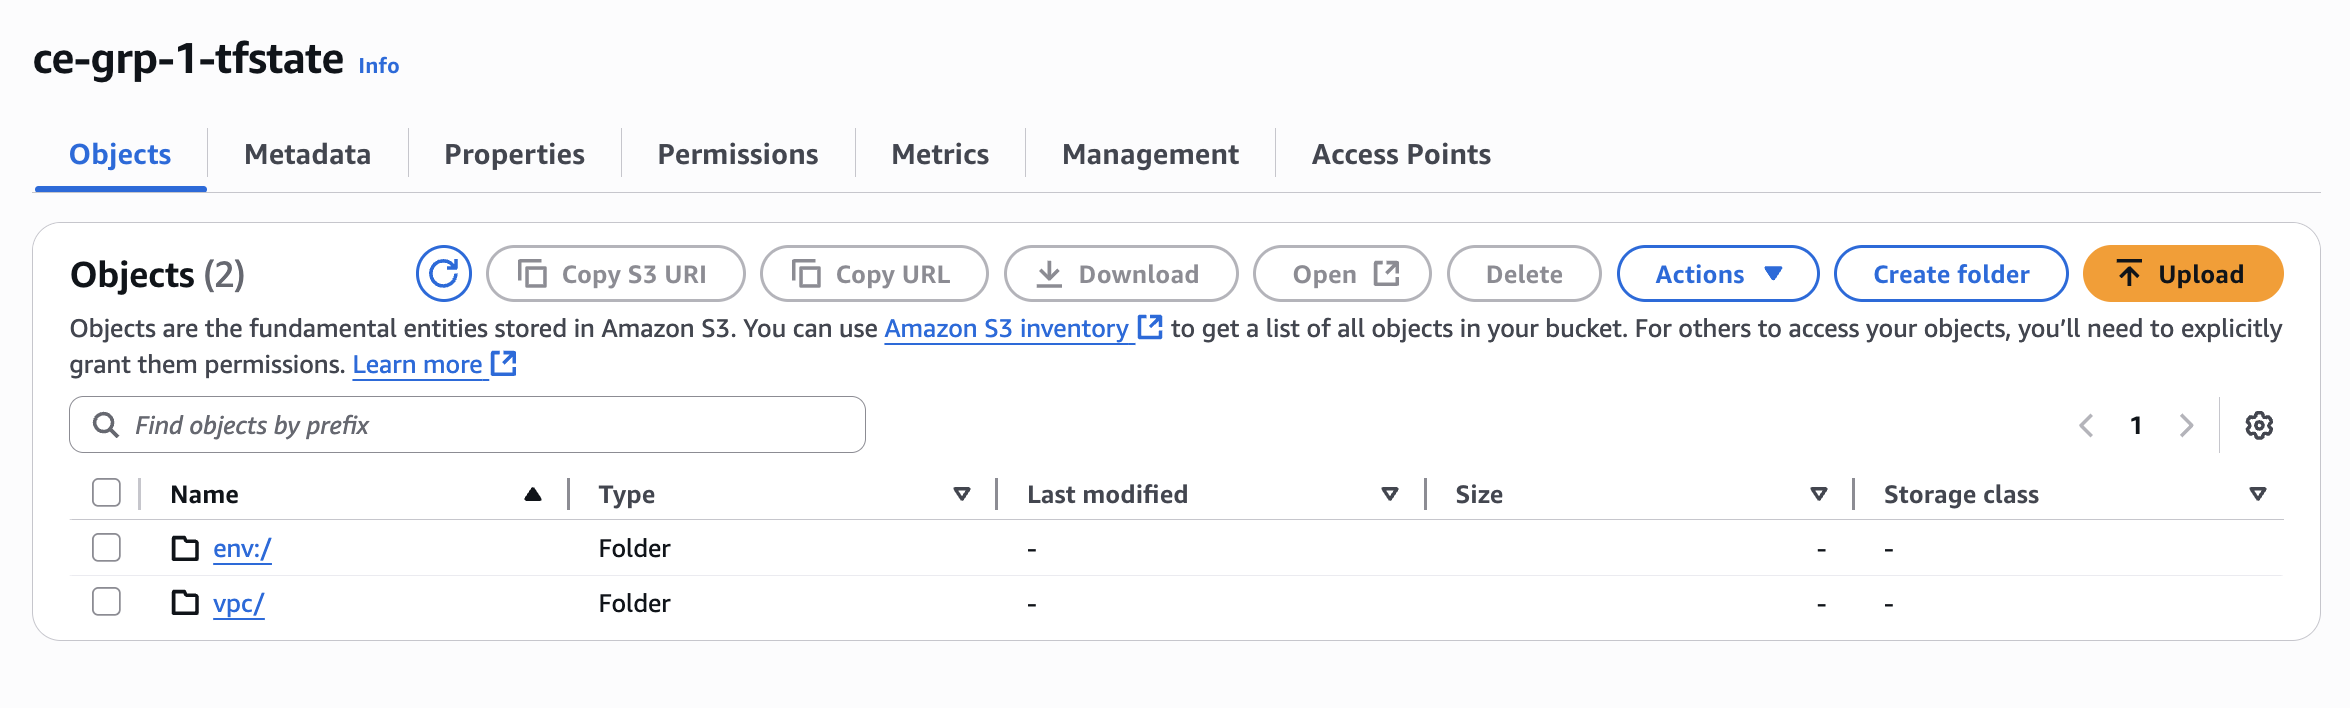 ce-grp-1-tfstate Info
Objects Metadata Properties Permissions Metrics Management Access Points
Objects (2) Copy S3 URI Copy URL Download Open Delete Actions Create folder Upload
Objects are the fundamental entities stored in Amazon S3. You can use Amazon S3 inventory to get a list of all objects in your bucket. For others to access your objects, you’ll need to explicitly
grant them permissions. Learn more
Find objects by prefix 1
Name Type Last modified Size Storage class
env:/ Folder - - -
vpc/ Folder - - -